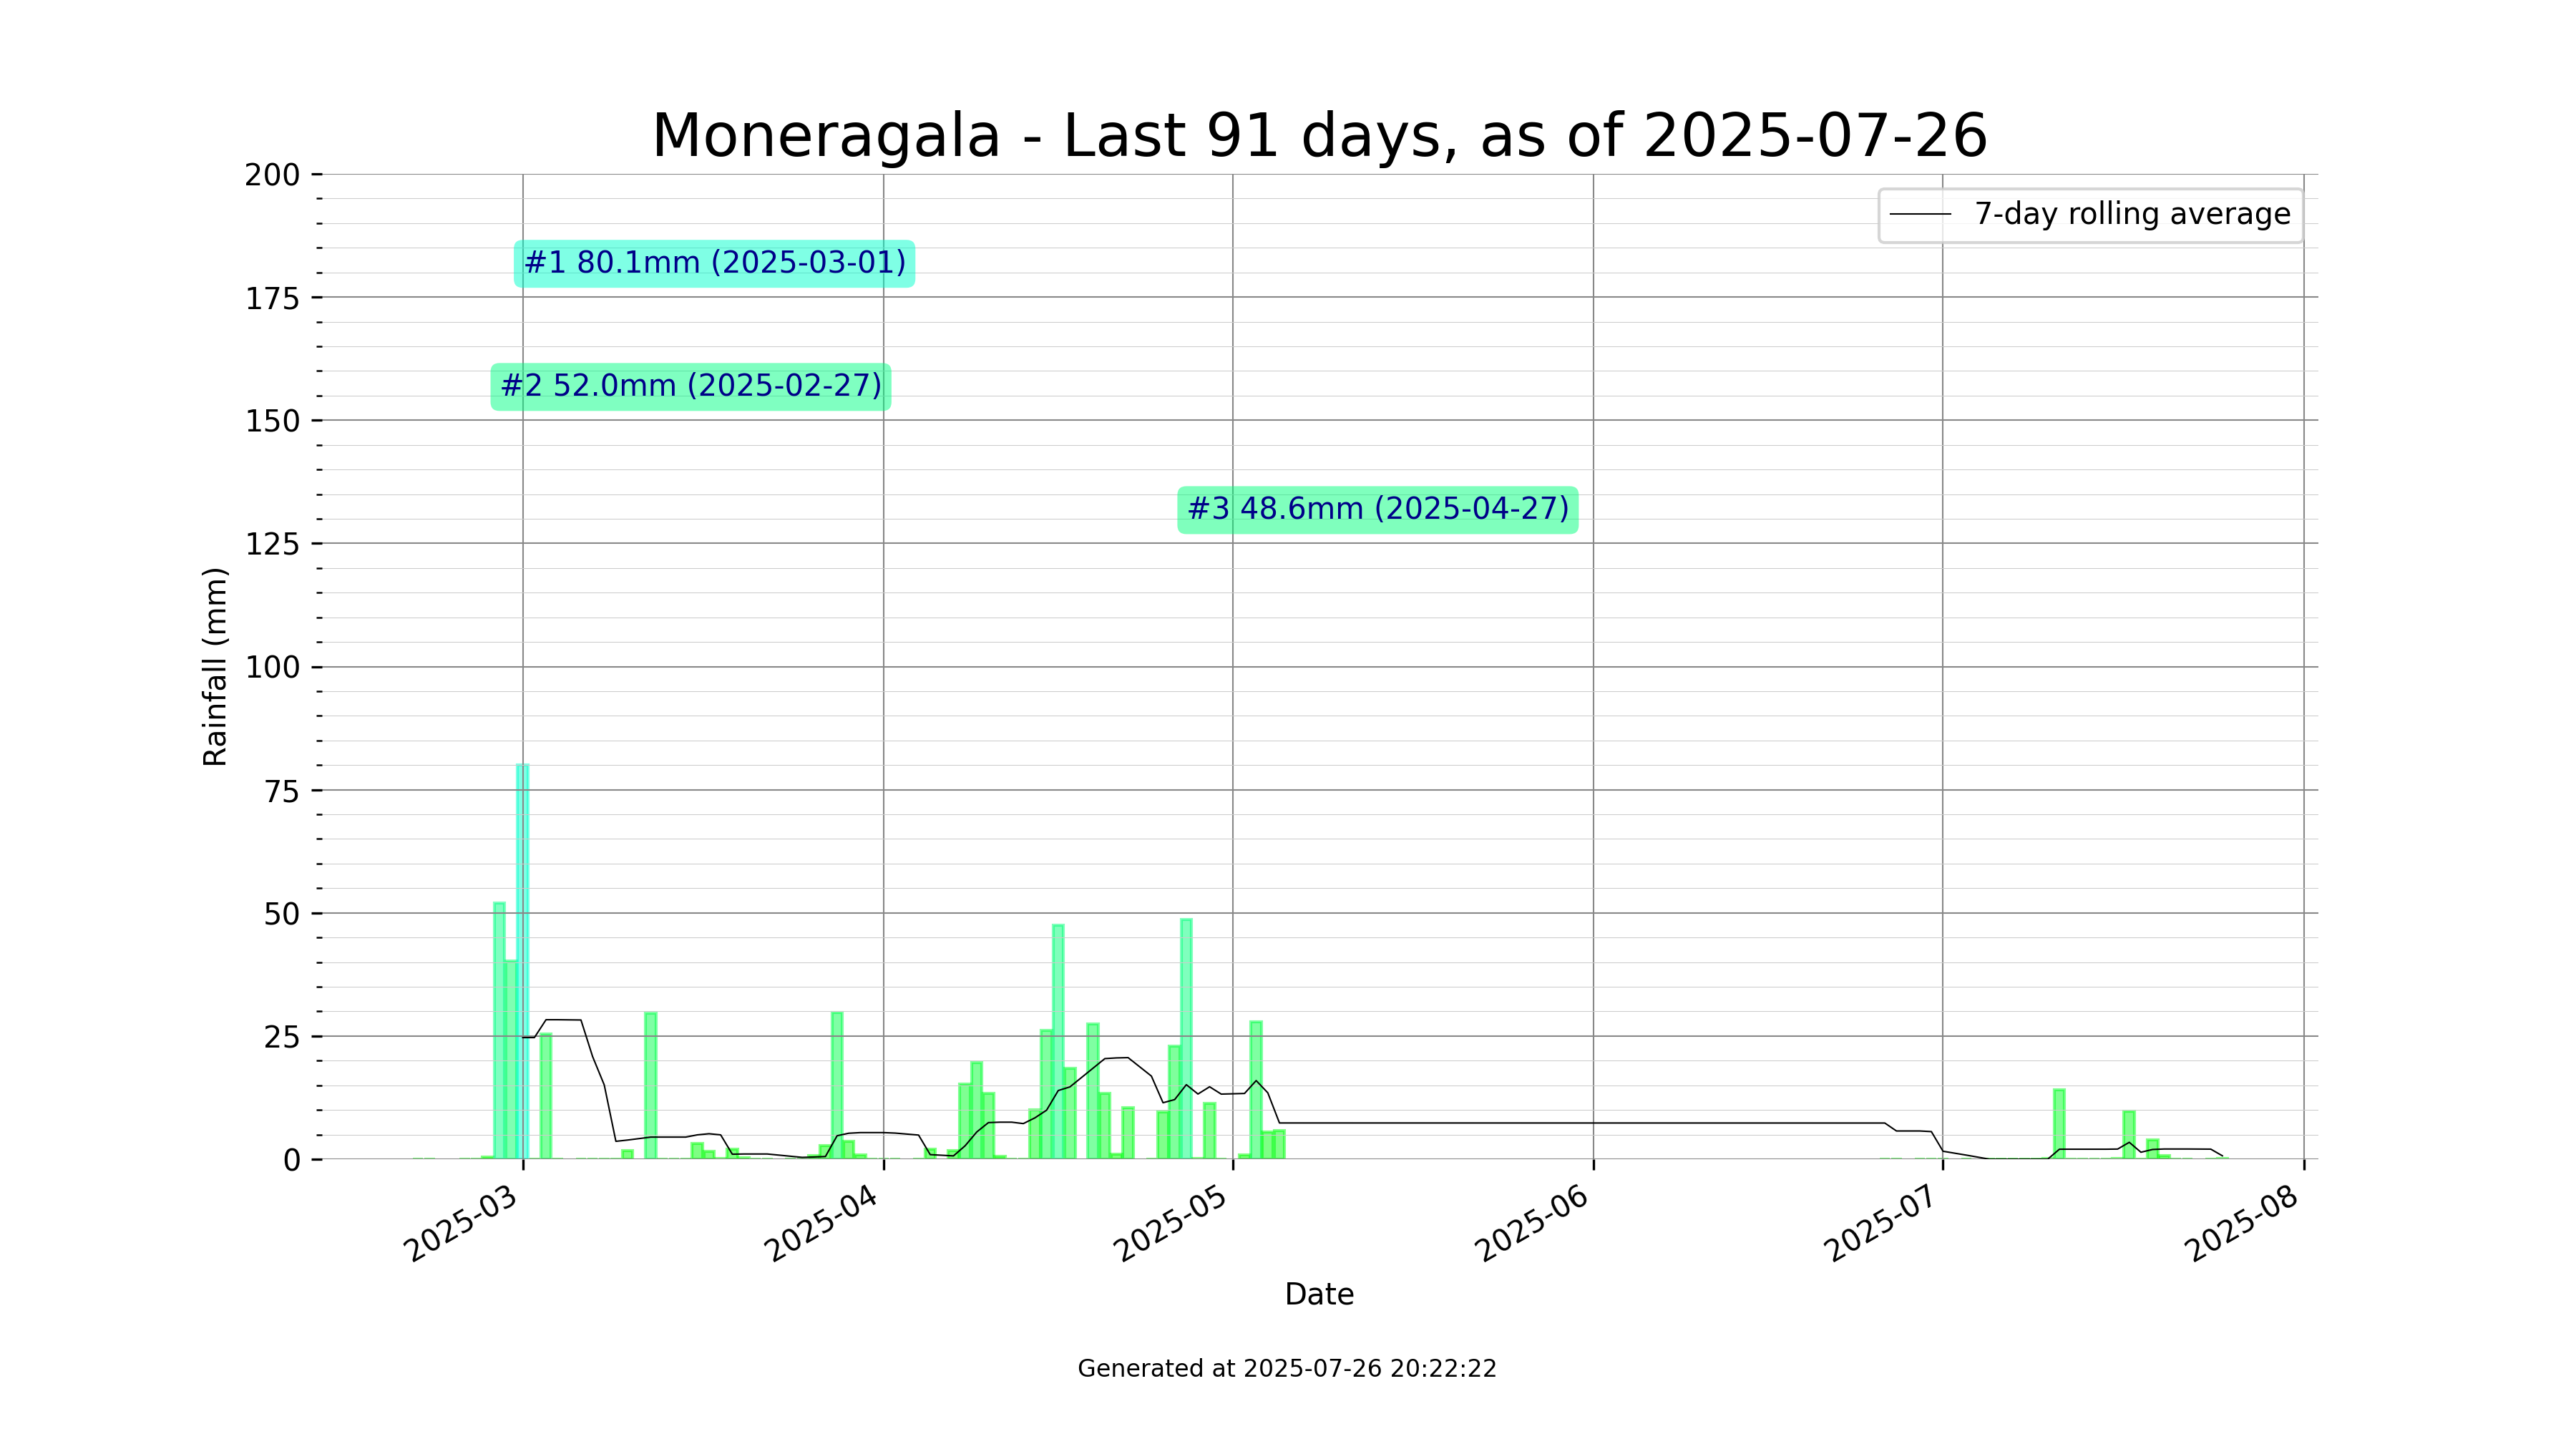 Moneragala - Last 91 days, as of 2025-07-26
200
175
150
125
100
75
50
25
0
Rainfall (mm)
7-day rolling average
#1 80.1mm (2025-03-01)
#2 52.0mm (2025-02-27)
#3 48.6mm (2025-04-27)
2025-03
2025-04
2025-05
2025-06
2025-07
2025-08
Date
Generated at 2025-07-26 20:22:22